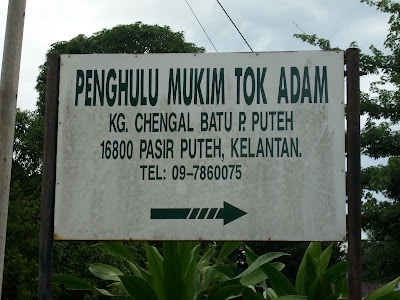 PENGHULU MUKIM TOK ADAM
KG. CHENGAL BATU P. PUTEH
16800 PASIR PUTEH, KELANTAN.
TEL: 09-7860075